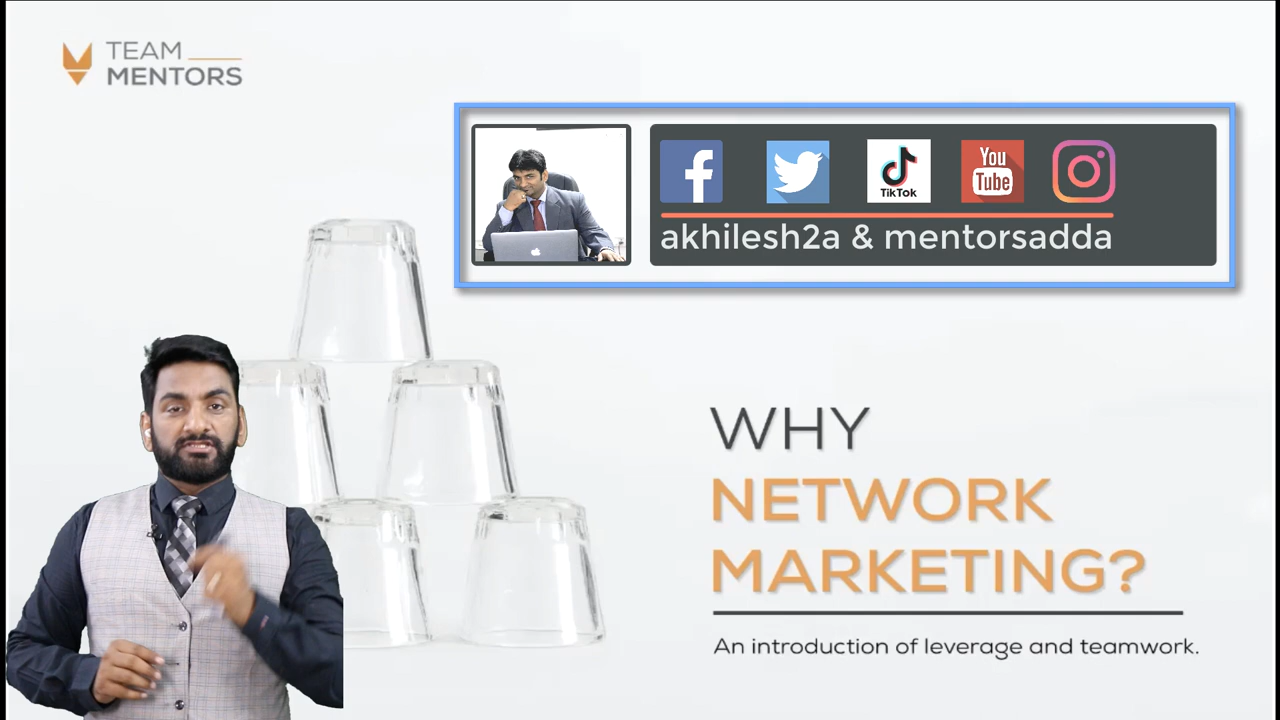 TEAM
MENTORS
f
TikTok
You
Tube
akhilesh2a & mentorsadda
WHY
NETWORK
MARKETING?
An introduction of leverage and teamwork.